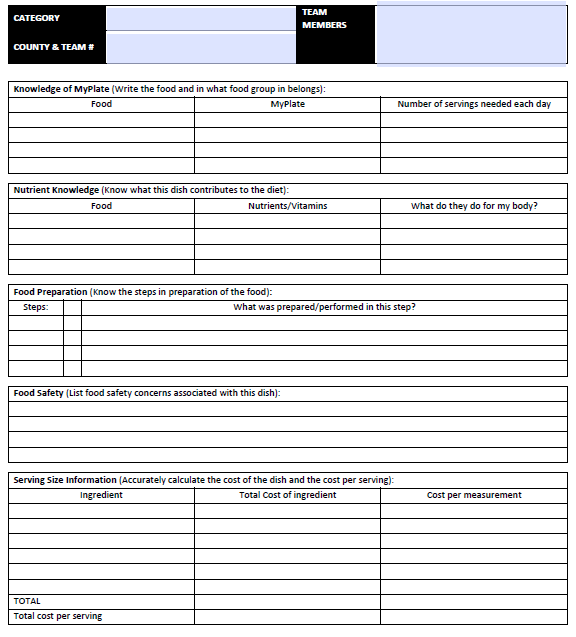 CATEGORY
TEAM
MEMBERS
COUNTY & TEAM #
Knowledge of MyPlate (Write the food and in what food group in belongs):
Food MyPlate Number of servings needed each day
Nutrient Knowledge (Know what this dish contributes to the diet):
Food Nutrients/Vitamins What do they do for my body?
Food Preparation (Know the steps in preparation of the food):
Steps: What was prepared/performed in this step?
Food Safety (List food safety concerns associated with this dish):
Serving Size Information (Accurately calculate the cost of the dish and the cost per serving):
Ingredient Total Cost of ingredient Cost per measurement
TOTAL
Total cost per serving